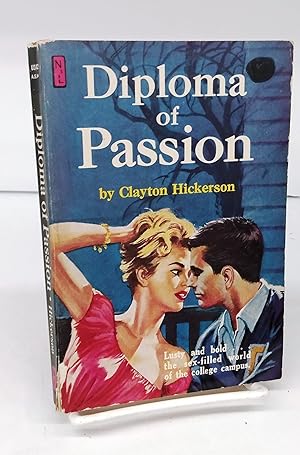 NSL
Diploma
of
Passion
by Clayton Hickerson
Lusty and bold . . .
the sex-filled world
of the college campus.
Diploma of Passion • Hickerson